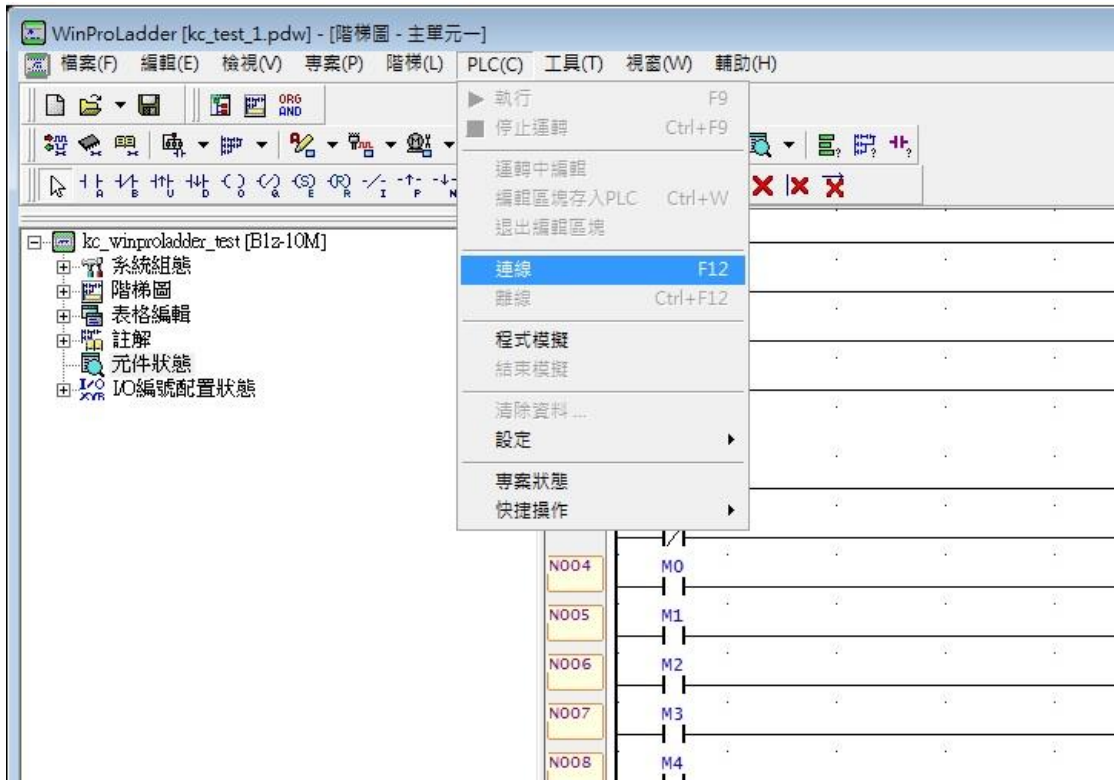 WinProLadder [kc_test_1.pdw] - [階梯圖 - 主單元一]
檔案(F) 編輯(E) 檢視(V) 專案(P) 階梯(L) PLC(C) 工具(T) 視窗(W) 輔助(H)
ORG
AND
A B U D O Q S E R I P N
執行 F9
停止運轉 Ctrl+F9
運轉中編輯
編輯區塊存入PLC Ctrl+W
退出編輯區塊
連線 F12
離線 Ctrl+F12
程式模擬
結束模擬
清除資料 ...
設定
專案狀態
快捷操作
kc_winproladder_test [B1z-10M]
系統組態
階梯圖
表格編輯
註解
元件狀態
I/O XYR I/O編號配置狀態
N004 M0
N005 M1
N006 M2
N007 M3
N008 M4